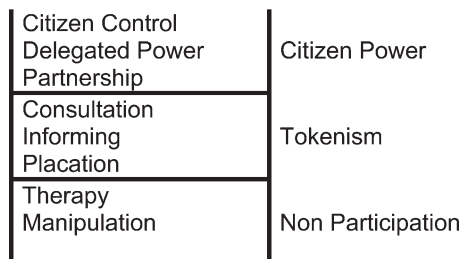 Citizen Control
Delegated Power Citizen Power
Partnership
Consultation
Informing Tokenism
Placation
Therapy
Manipulation Non Participation